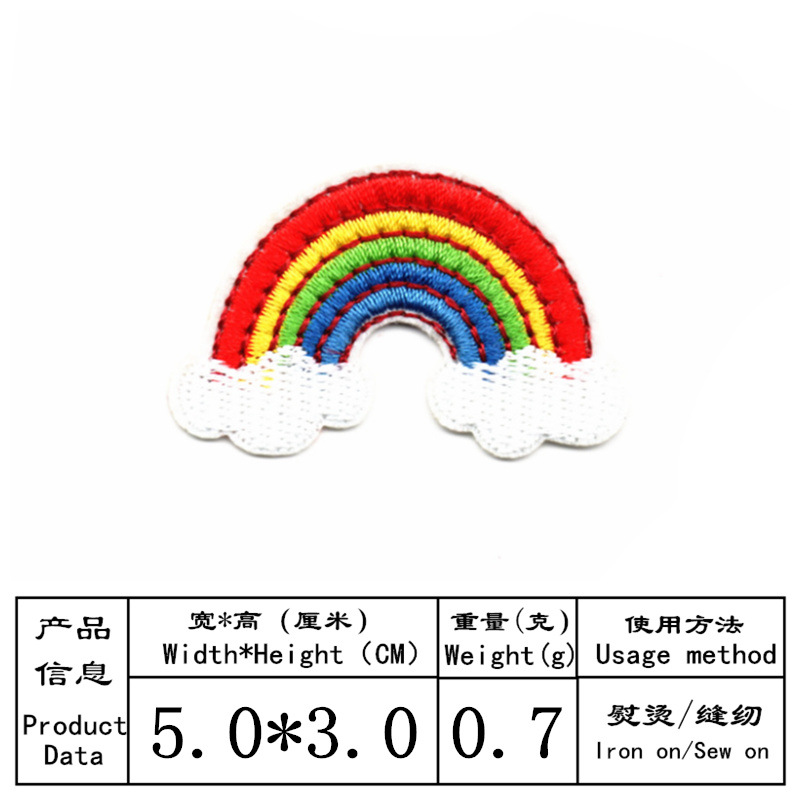 产品
信息
Product
Data
宽*高 (厘米)
Width*Height (CM)
重量(克)
Weight(g)
使用方法
Usage method
5.0*3.0
0.7
熨烫/缝纫
Iron on/Sew on